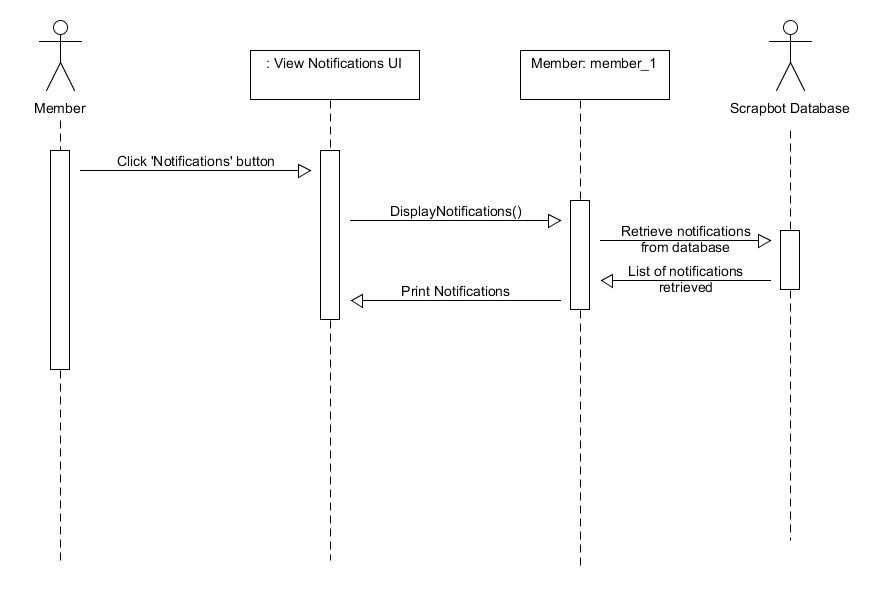 : View Notifications UI
Member: member_1
Member
Scrapbot Database
Click 'Notifications' button
DisplayNotifications()
Retrieve notifications
from database
List of notifications
retrieved
Print Notifications